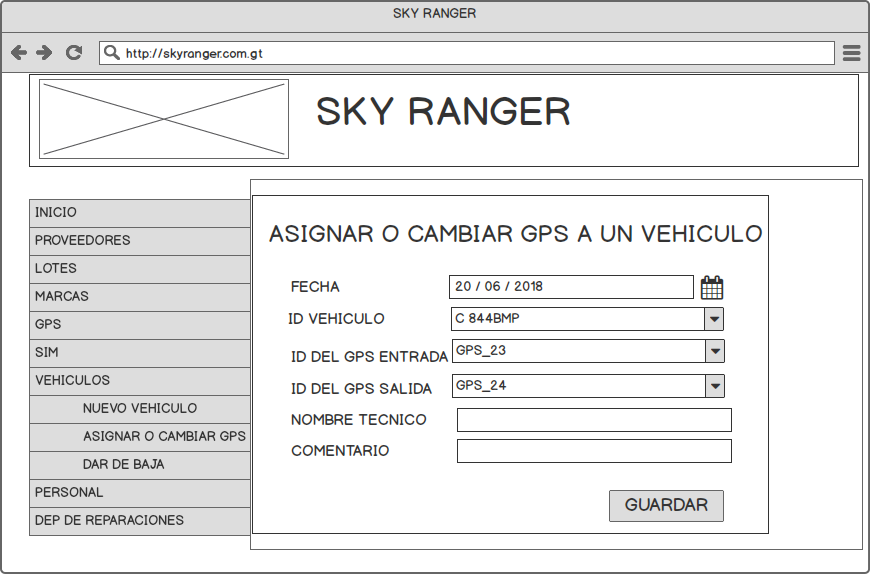 SKY RANGER
http://skyranger.com.gt
SKY RANGER
INICIO
PROVEEDORES
LOTES
MARCAS
GPS
SIM
VEHICULOS
NUEVO VEHICULO
ASIGNAR O CAMBIAR GPS
DAR DE BAJA
PERSONAL
DEP DE REPARACIONES
ASIGNAR O CAMBIAR GPS A UN VEHICULO
FECHA 20 / 06 / 2018
ID VEHICULO C 844BMP
ID DEL GPS ENTRADA GPS_23
ID DEL GPS SALIDA GPS_24
NOMBRE TECNICO
COMENTARIO
GUARDAR